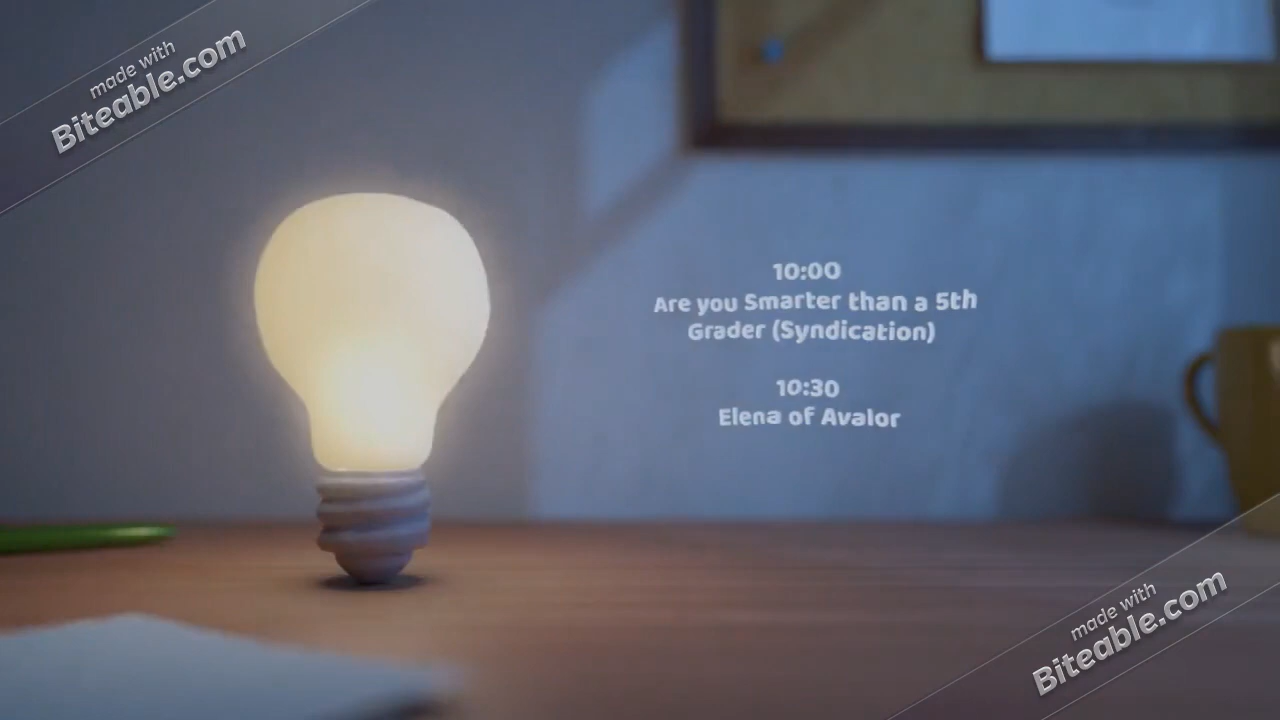 made with
Biteable.com
10:00
Are you Smarter than a 5th
Grader (Syndication)
10:30
Elena of Avalor
made with
Biteable.com